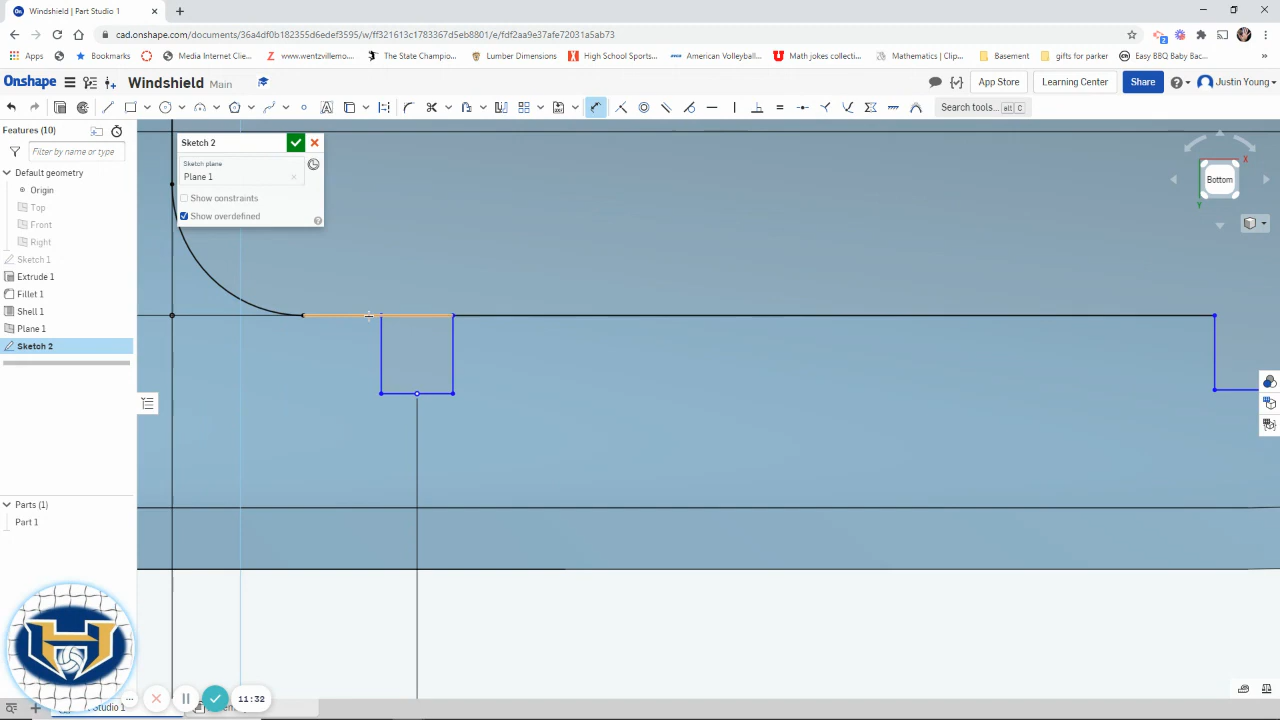 On Windshield | Part Studio 1
cad.onshape.com/documents/36a4df0b182355d6edef3595/w/ff321613c1783367d5eb8801/e/fdf2aa9e37afe72031a5ab73
Apps Bookmarks Media Internet Clie... www.wentzvillemo... The State Champio... Lumber Dimensions High School Sports... American Volleyball... Math jokes collecti... Mathematics | Clip... Basement gifts for parker Easy BBQ Baby Bac... »
Onshape Windshield Main App Store Learning Center Share Justin Young
Search tools... alt C
Features (10)
Filter by name or type
Default geometry
Origin
Top
Front
Right
Sketch 1
Extrude 1
Fillet 1
Shell 1
Plane 1
Sketch 2
Sketch 2
Sketch plane
Plane 1
Show constraints
Show overdefined
X
Bottom
Y
Parts (1)
Part 1
11:32
Studio 1